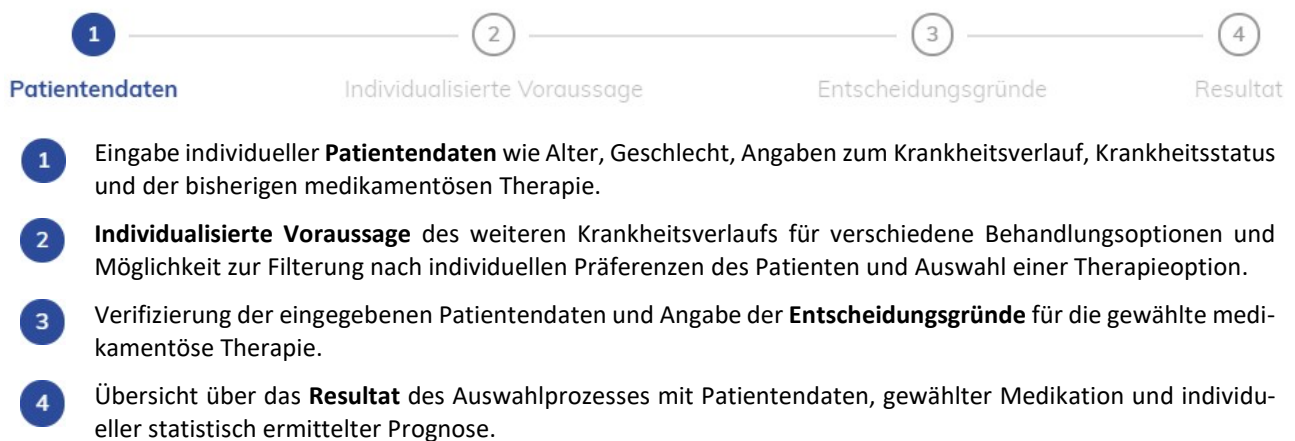 1 2 3 4
Patientendaten Individualisierte Voraussage Entscheidungsgründe Resultat
1 Eingabe individueller Patientendaten wie Alter, Geschlecht, Angaben zum Krankheitsverlauf, Krankheitsstatus
und der bisherigen medikamentösen Therapie.
2 Individualisierte Voraussage des weiteren Krankheitsverlaufs für verschiedene Behandlungsoptionen und
Möglichkeit zur Filterung nach individuellen Präferenzen des Patienten und Auswahl einer Therapieoption.
3 Verifizierung der eingegebenen Patientendaten und Angabe der Entscheidungsgründe für die gewählte medi-
kamentöse Therapie.
4 Übersicht über das Resultat des Auswahlprozesses mit Patientendaten, gewählter Medikation und individu-
eller statistisch ermittelter Prognose.